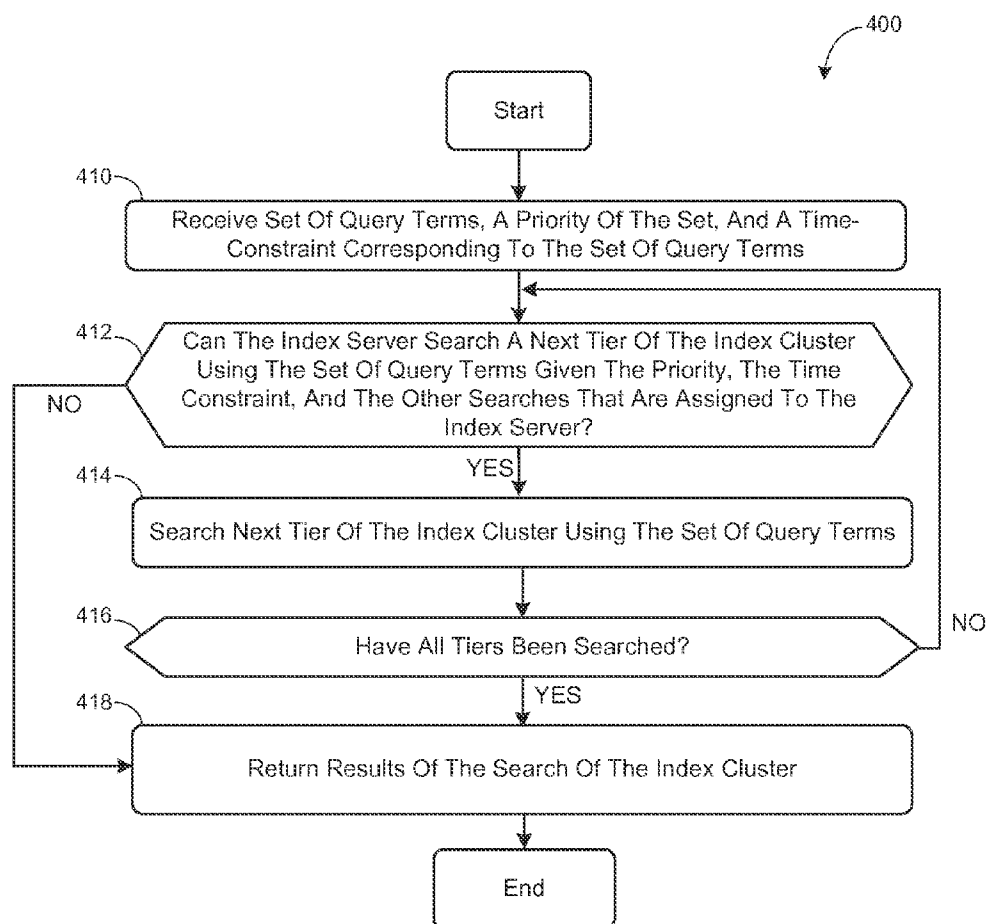 400
Start
410
Receive Set Of Query Terms, A Priority Of The Set, And A Time-
Constraint Corresponding To The Set Of Query Terms
412
Can The Index Server Search A Next Tier Of The Index Cluster
Using The Set Of Query Terms Given The Priority, The Time
Constraint, And The Other Searches That Are Assigned To The
Index Server?
NO
YES
414
Search Next Tier Of The Index Cluster Using The Set Of Query Terms
416
Have All Tiers Been Searched?
NO
YES
418
Return Results Of The Search Of The Index Cluster
End